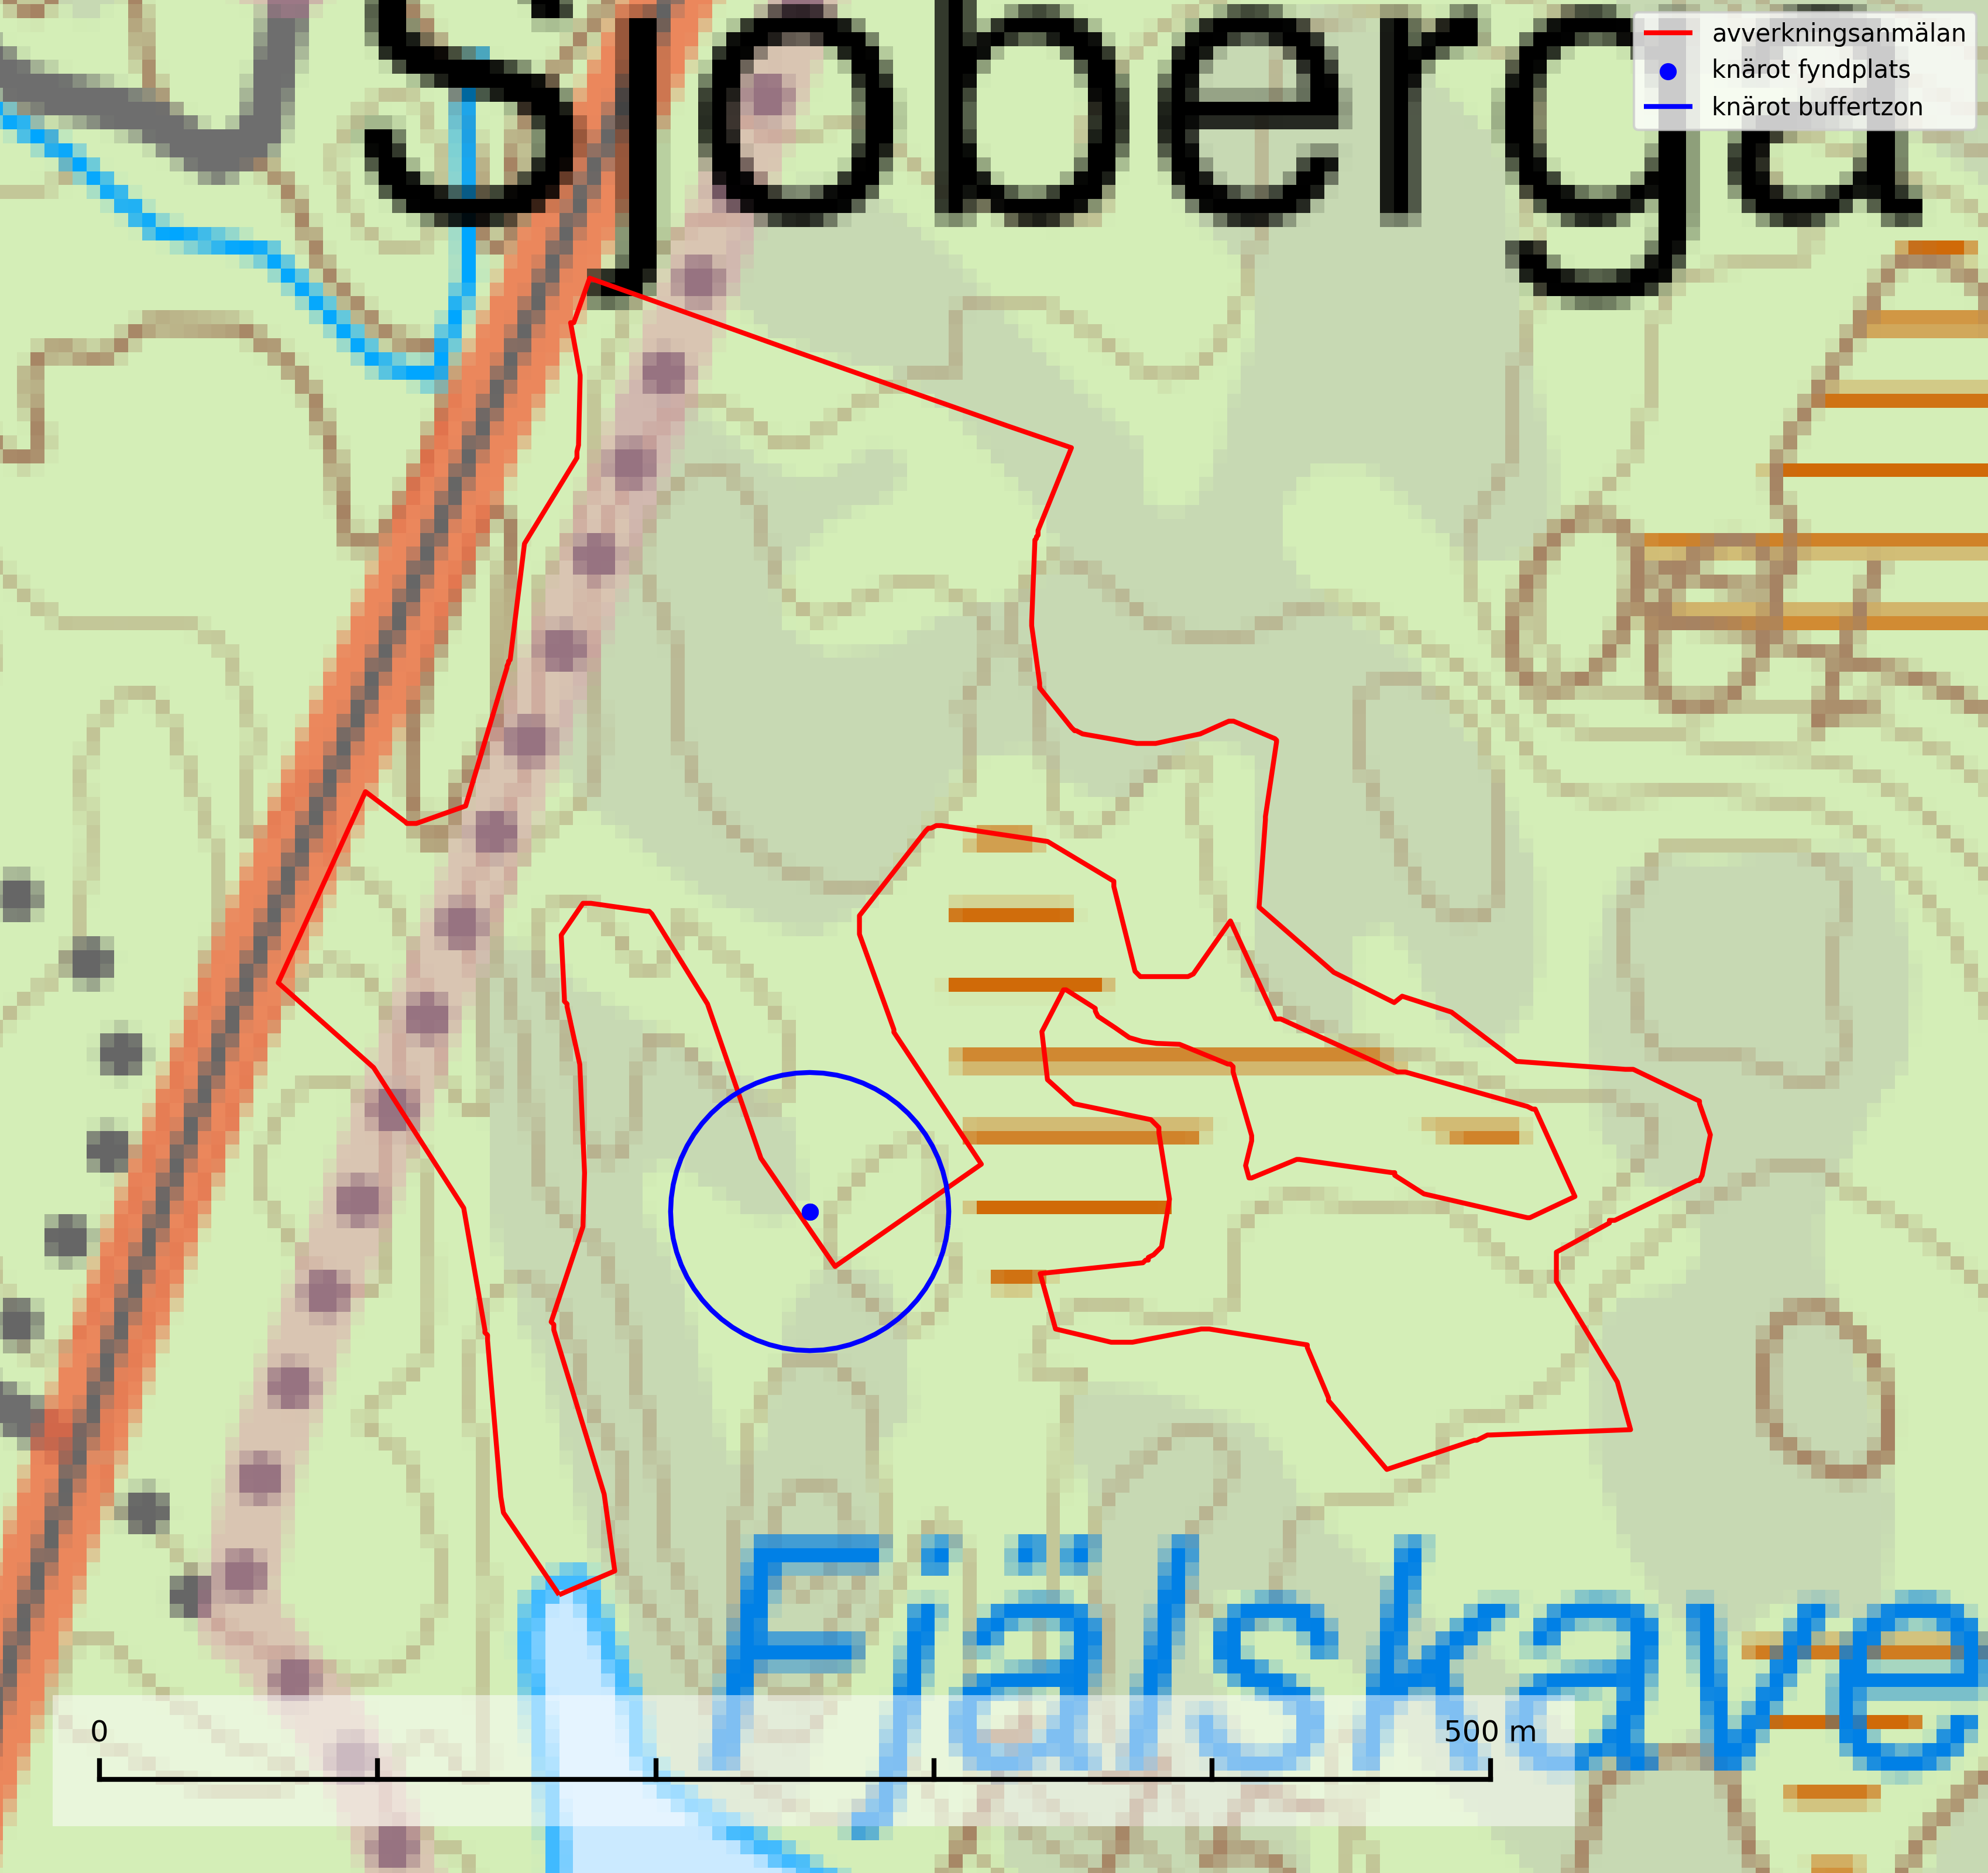 avverkningsanmälan
knärot fyndplats
knärot buffertzon
Sjöberga
Fjälskave
0 500 m